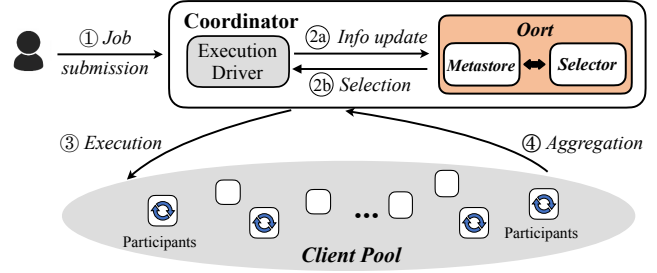 Coordinator
① Job
submission
Execution
Driver
2a Info update
2b Selection
Oort
Metastore
Selector
③ Execution
④ Aggregation
...
Participants
Participants
Client Pool